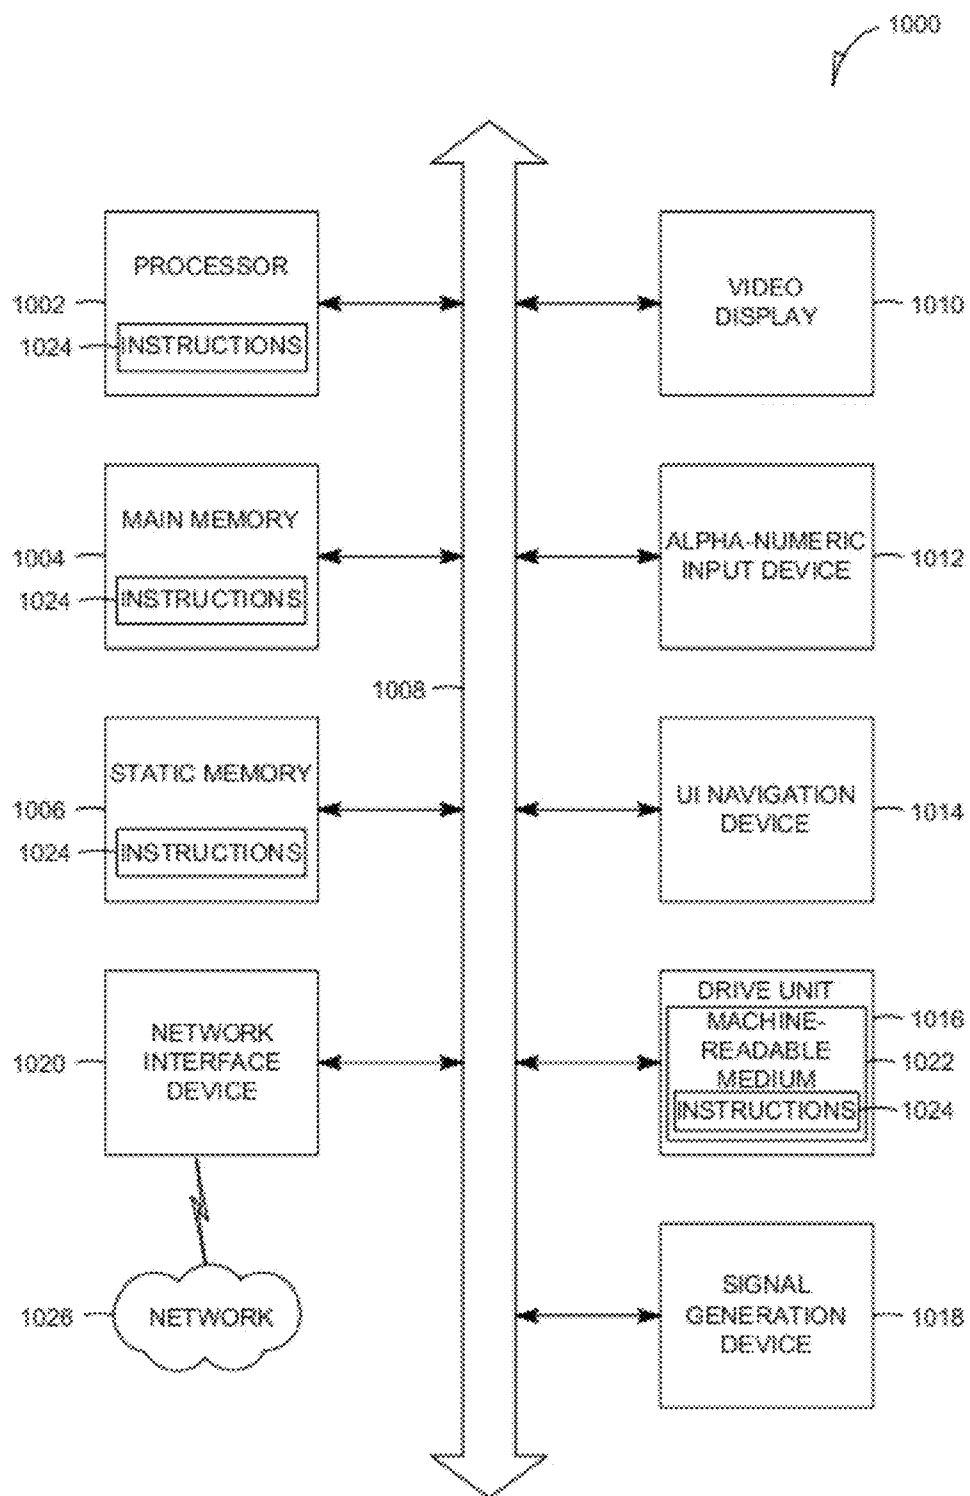 1000
PROCESSOR
1002
1024
INSTRUCTIONS
VIDEO
DISPLAY
1010
MAIN MEMORY
1004
1024
INSTRUCTIONS
ALPHA-NUMERIC
INPUT DEVICE
1012
1008
STATIC MEMORY
1006
1024
INSTRUCTIONS
UI NAVIGATION
DEVICE
1014
NETWORK
INTERFACE
DEVICE
1020
DRIVE UNIT
1016
MACHINE-
READABLE
MEDIUM
1022
INSTRUCTIONS
1024
1026
NETWORK
SIGNAL
GENERATION
DEVICE
1018